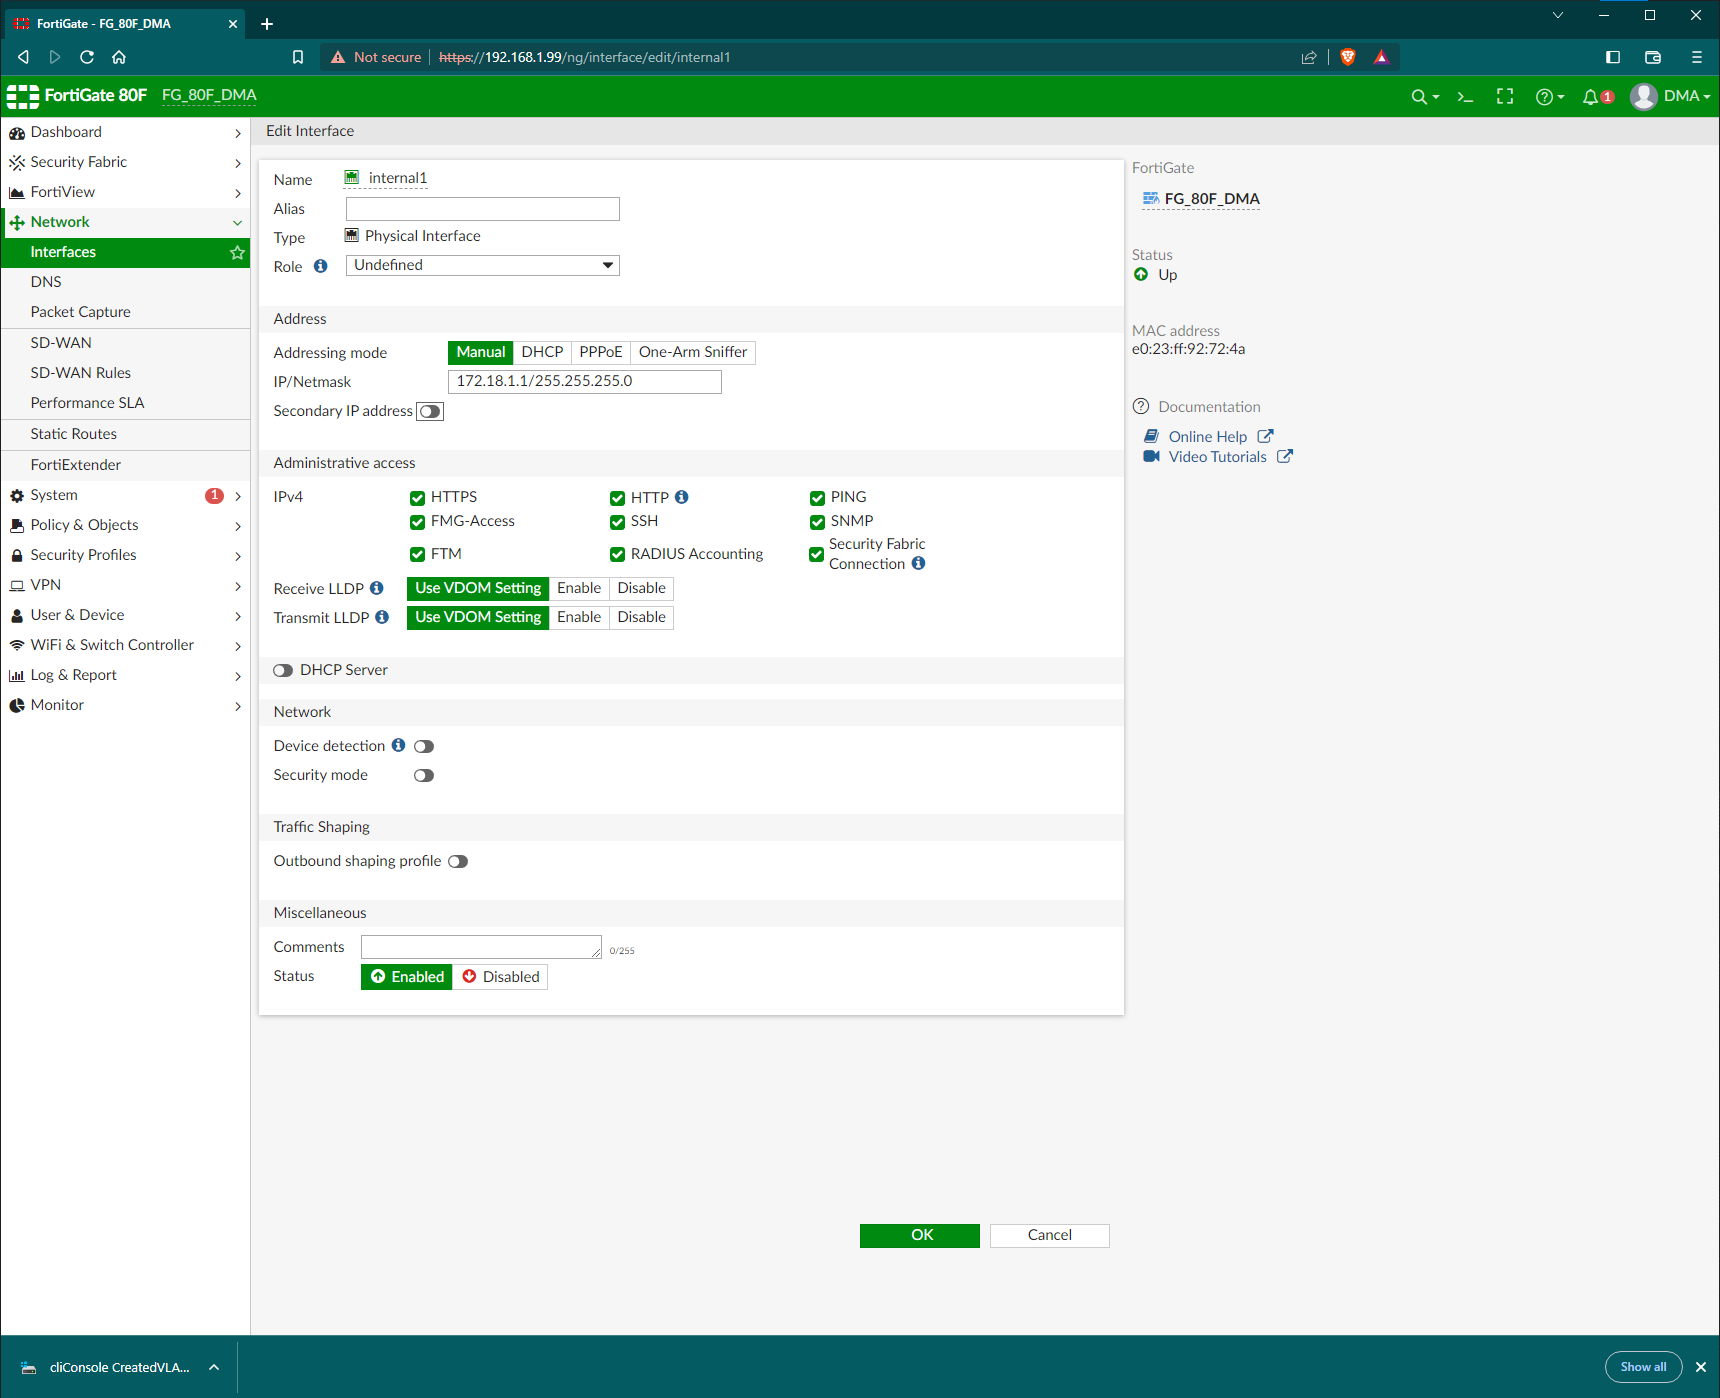 FortiGate - FG_80F_DMA
Not secure https://192.168.1.99/ng/interface/edit/internal1
FortiGate 80F FG_80F_DMA
1 DMA
Dashboard
Security Fabric
FortiView
Network
Interfaces
DNS
Packet Capture
SD-WAN
SD-WAN Rules
Performance SLA
Static Routes
FortiExtender
System 1
Policy & Objects
Security Profiles
VPN
User & Device
WiFi & Switch Controller
Log & Report
Monitor
Edit Interface
Name internal1
Alias
Type Physical Interface
Role Undefined
Address
Addressing mode Manual DHCP PPPoE One-Arm Sniffer
IP/Netmask 172.18.1.1/255.255.255.0
Secondary IP address
Administrative access
IPv4 HTTPS HTTP PING
FMG-Access SSH SNMP
FTM RADIUS Accounting Security Fabric
Connection
Receive LLDP Use VDOM Setting Enable Disable
Transmit LLDP Use VDOM Setting Enable Disable
DHCP Server
Network
Device detection
Security mode
Traffic Shaping
Outbound shaping profile
Miscellaneous
Comments 0/255
Status Enabled Disabled
OK Cancel
FortiGate
FG_80F_DMA
Status
Up
MAC address
e0:23:ff:92:72:4a
Documentation
Online Help
Video Tutorials
cliConsole CreatedVLA...
Show all